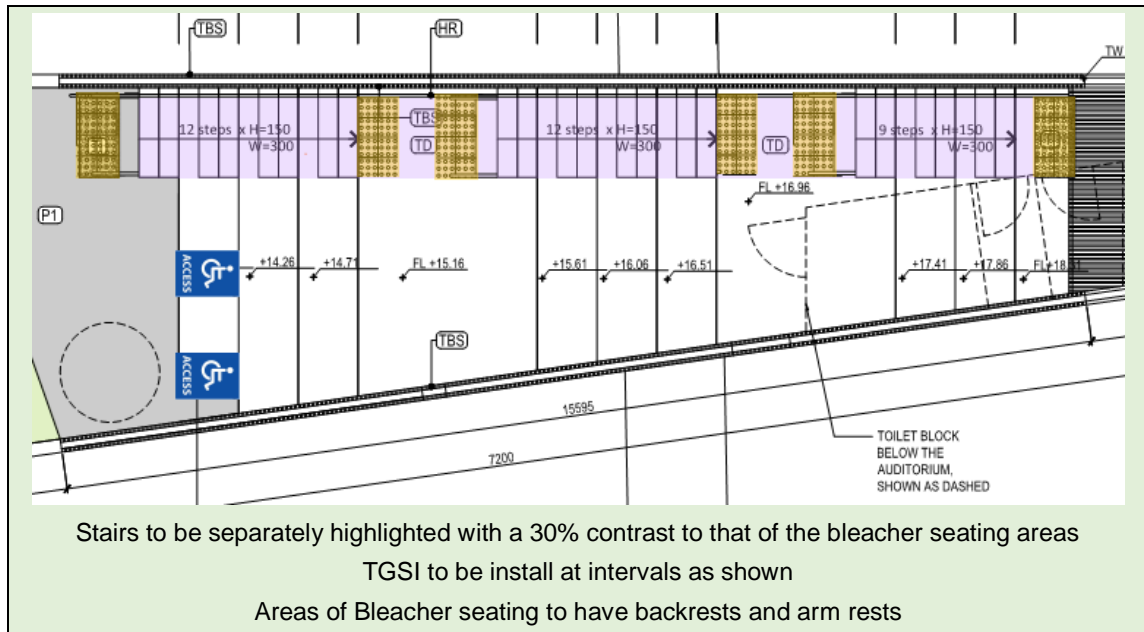 TBS
HR
TW
12 steps x H=150
W=300
TBS
TD
12 steps x H=150
W=300
TD
9 steps x H=150
W=300
P1
FL +16.96
ACCESS
+14.26
+14.71
FL +15.16
+15.61
+16.06
+16.51
+17.41
+17.86
ACCESS
TBS
15595
7200
TOILET BLOCK
BELOW THE
AUDITORIUM,
SHOWN AS DASHED
Stairs to be separately highlighted with a 30% contrast to that of the bleacher seating areas
TGSI to be install at intervals as shown
Areas of Bleacher seating to have backrests and arm rests